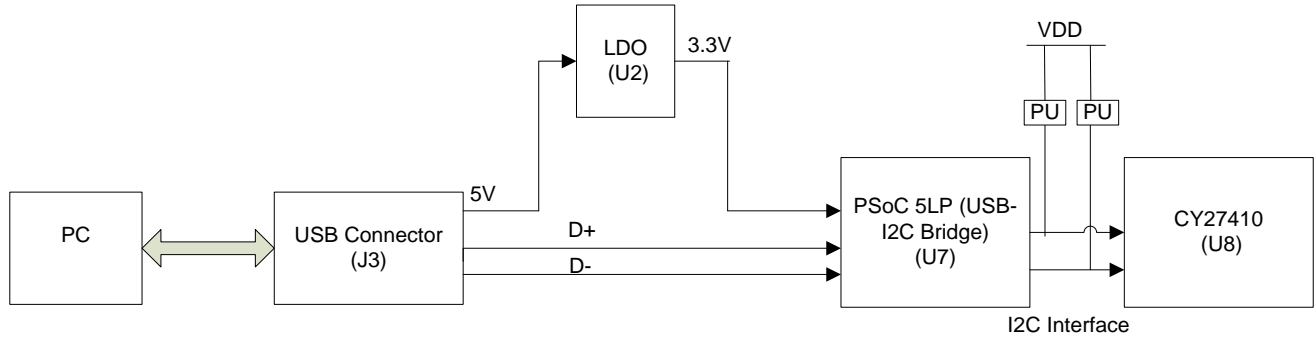 LDO
(U2)
3.3V
VDD
PU
PU
5V
PC
USB Connector
(J3)
D+
D-
PSoC 5LP (USB-
I2C Bridge)
(U7)
CY27410
(U8)
I2C Interface